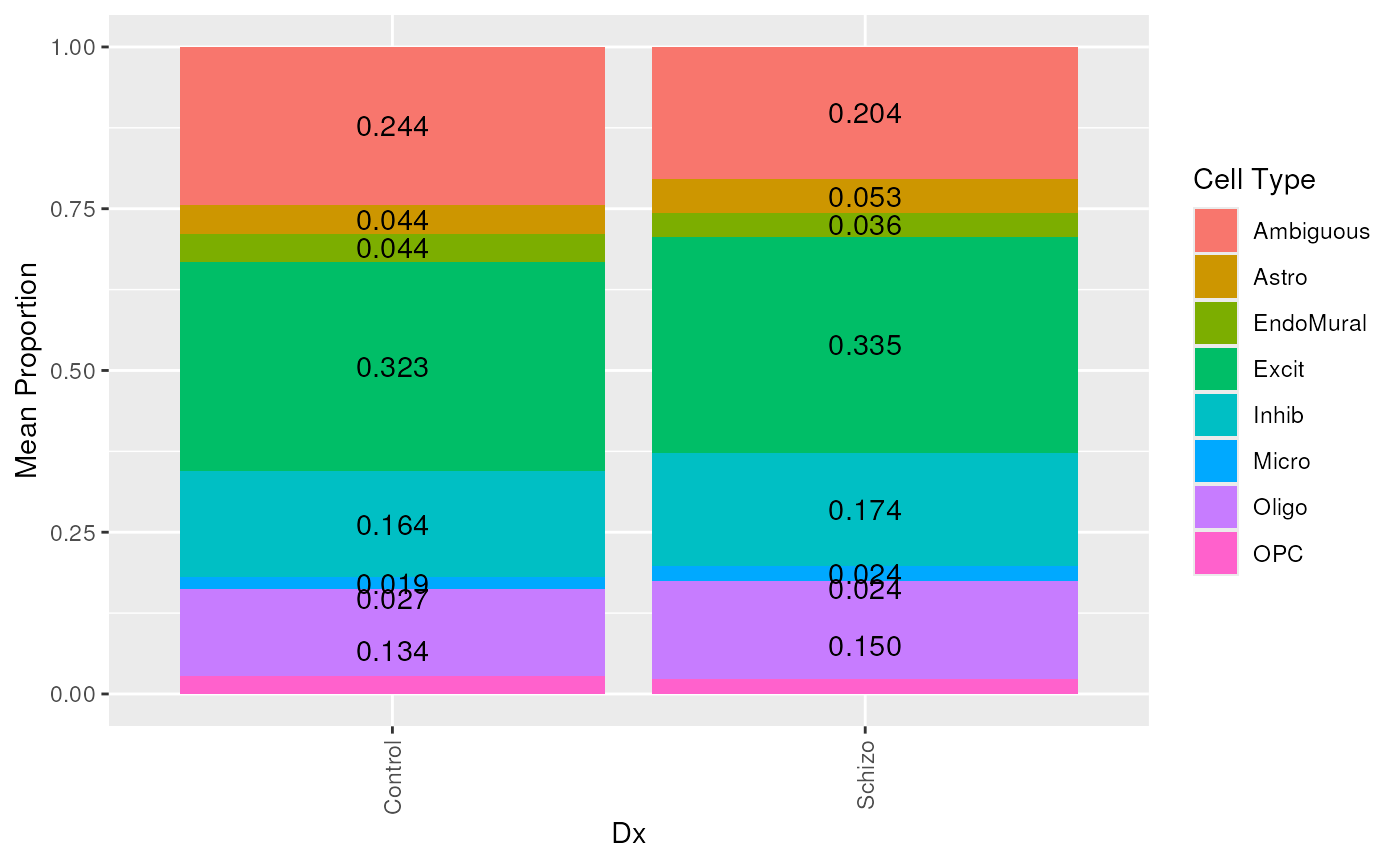 Mean Proportion
1.00
0.75
0.50
0.25
0.00
0.244
0.044
0.044
0.323
0.164
0.019
0.027
0.134
0.204
0.053
0.036
0.335
0.174
0.024
0.024
0.150
Control
Schizo
Dx
Cell Type
Ambiguous
Astro
EndoMural
Excit
Inhib
Micro
Oligo
OPC